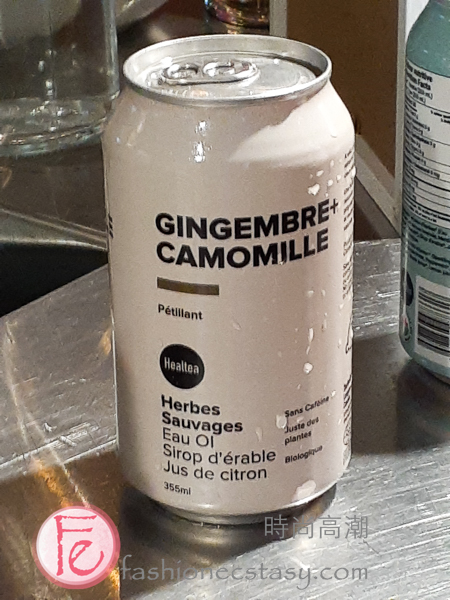 GINGEMBRE+
CAMOMILLE
Pétillant
Healtea
Herbes
Sauvages
Eau OI
Sirop d'érable
Jus de citron
355ml
Sans Caféine
Juste des
plantes
Biologique
Fe
時尚高潮
fashionecstasy.com